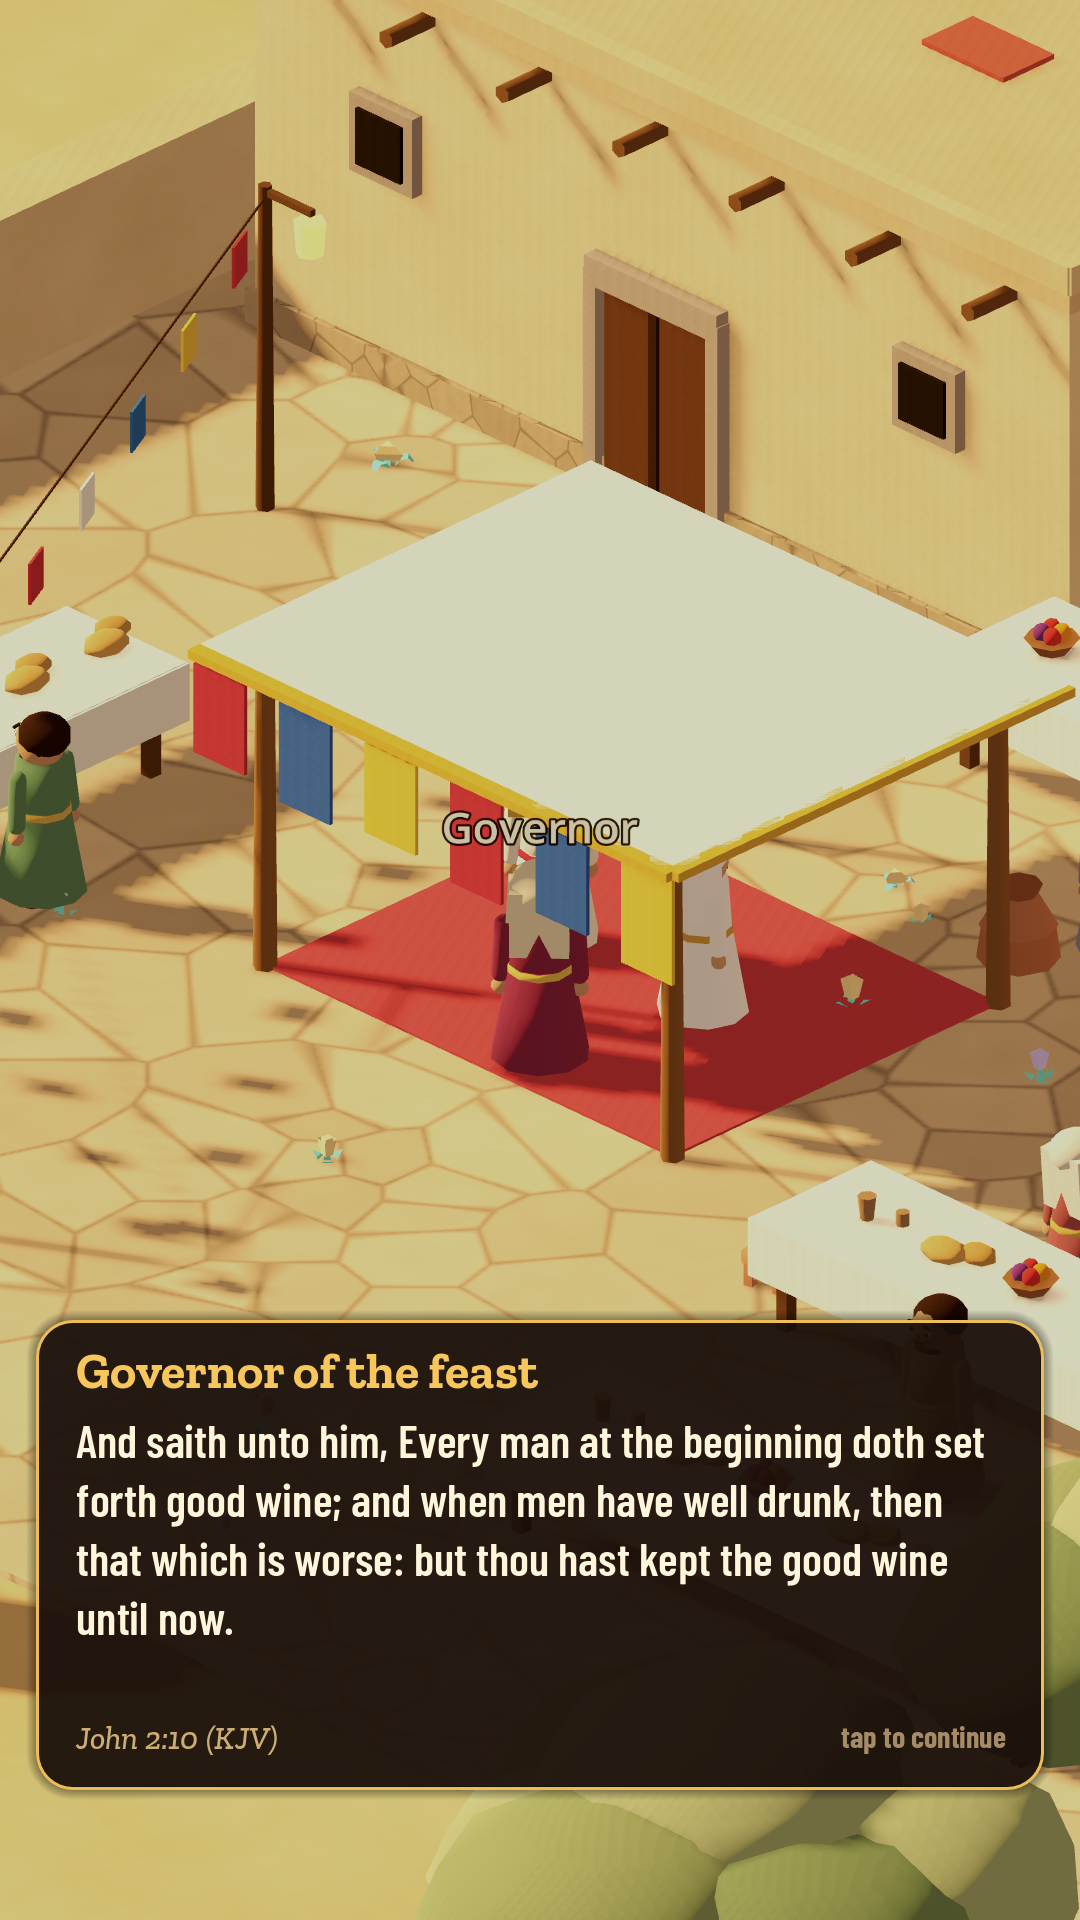 Governor
Governor of the feast
And saith unto him, Every man at the beginning doth set
forth good wine; and when men have well drunk, then
that which is worse: but thou hast kept the good wine
until now.
John 2:10 (KJV)
tap to continue